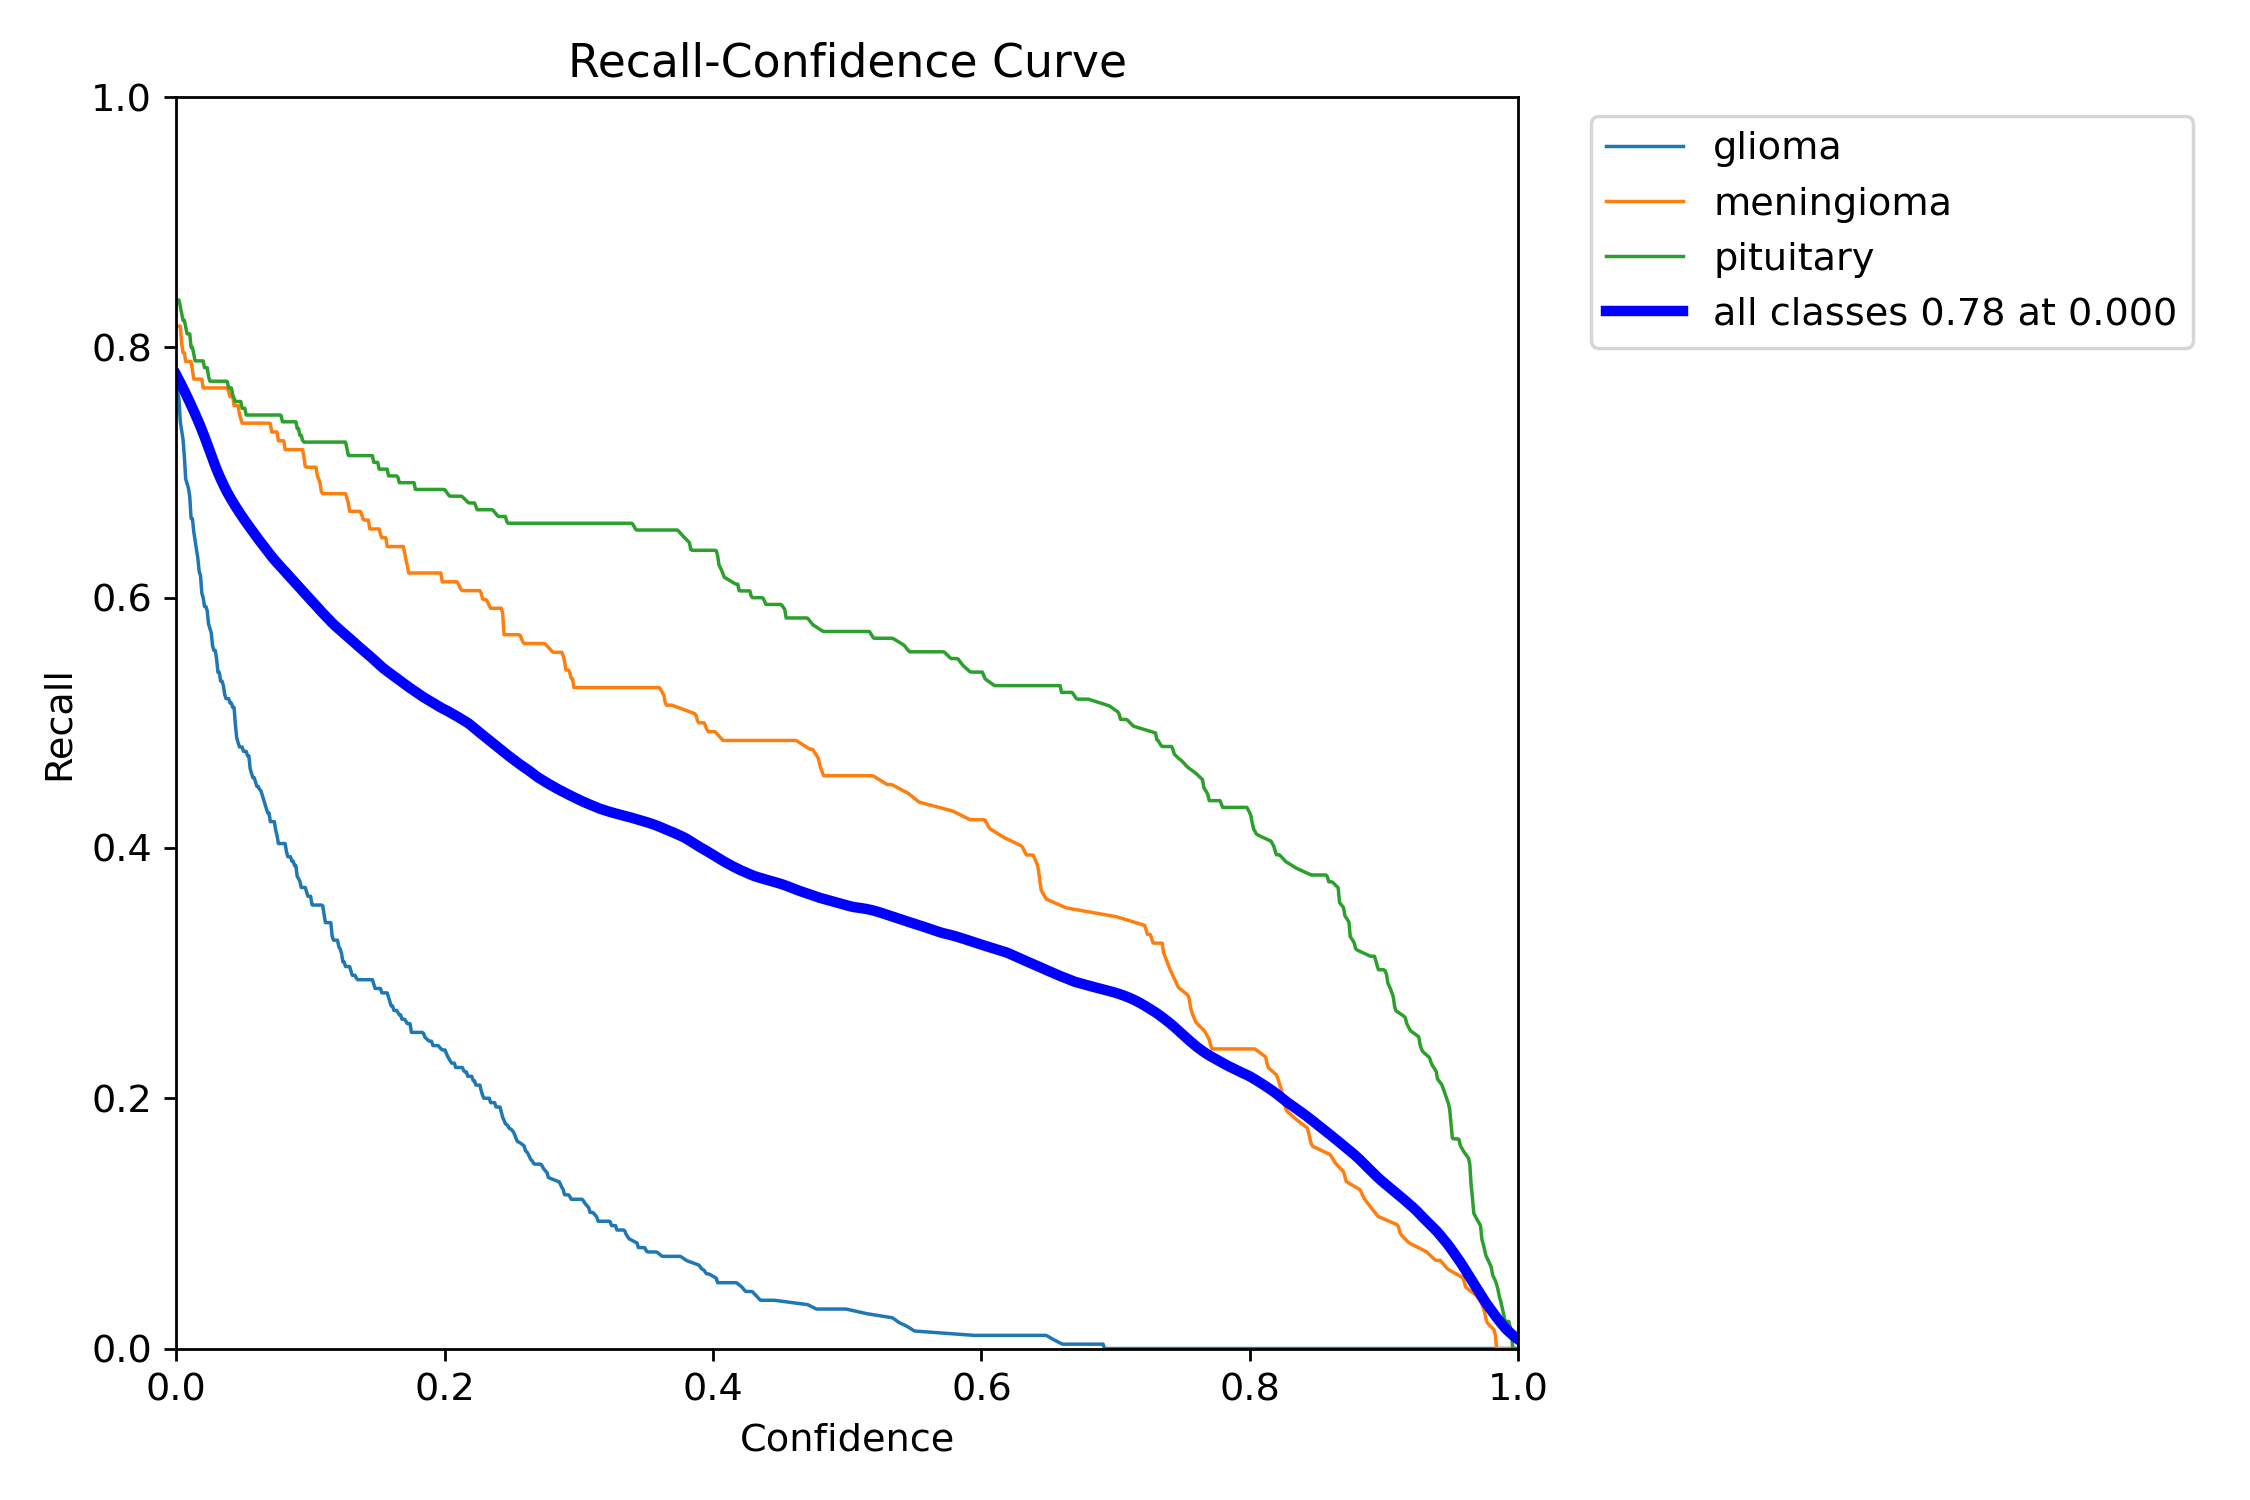 Recall-Confidence Curve
1.0
0.8
0.6
0.4
0.2
0.0
Recall
0.0 0.2 0.4 0.6 0.8 1.0
Confidence
glioma
meningioma
pituitary
all classes 0.78 at 0.000